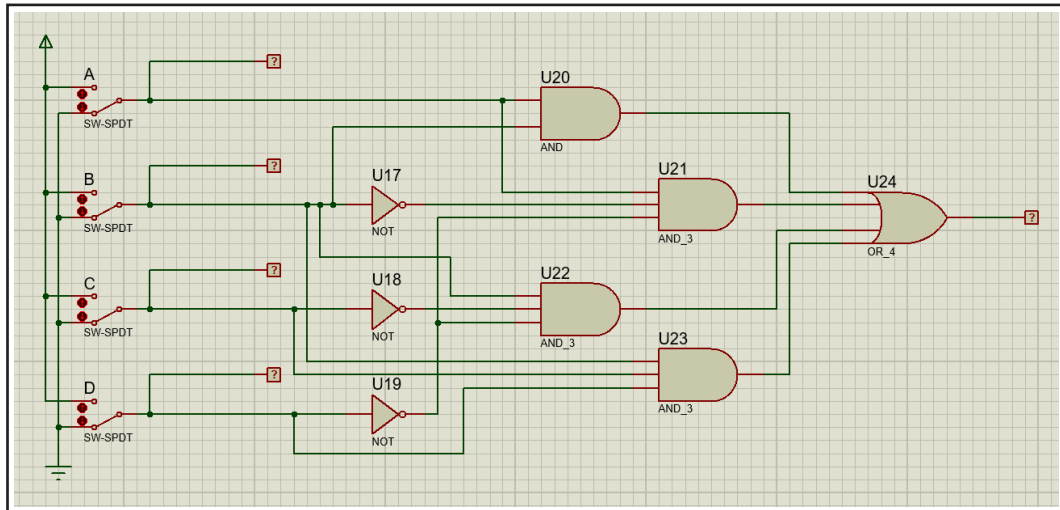 A
?
SW-SPDT
B
?
SW-SPDT
C
?
SW-SPDT
D
?
SW-SPDT
U17
NOT
U18
NOT
U19
NOT
U20
AND
U21
AND_3
U22
AND_3
U23
AND_3
U24
OR_4
?